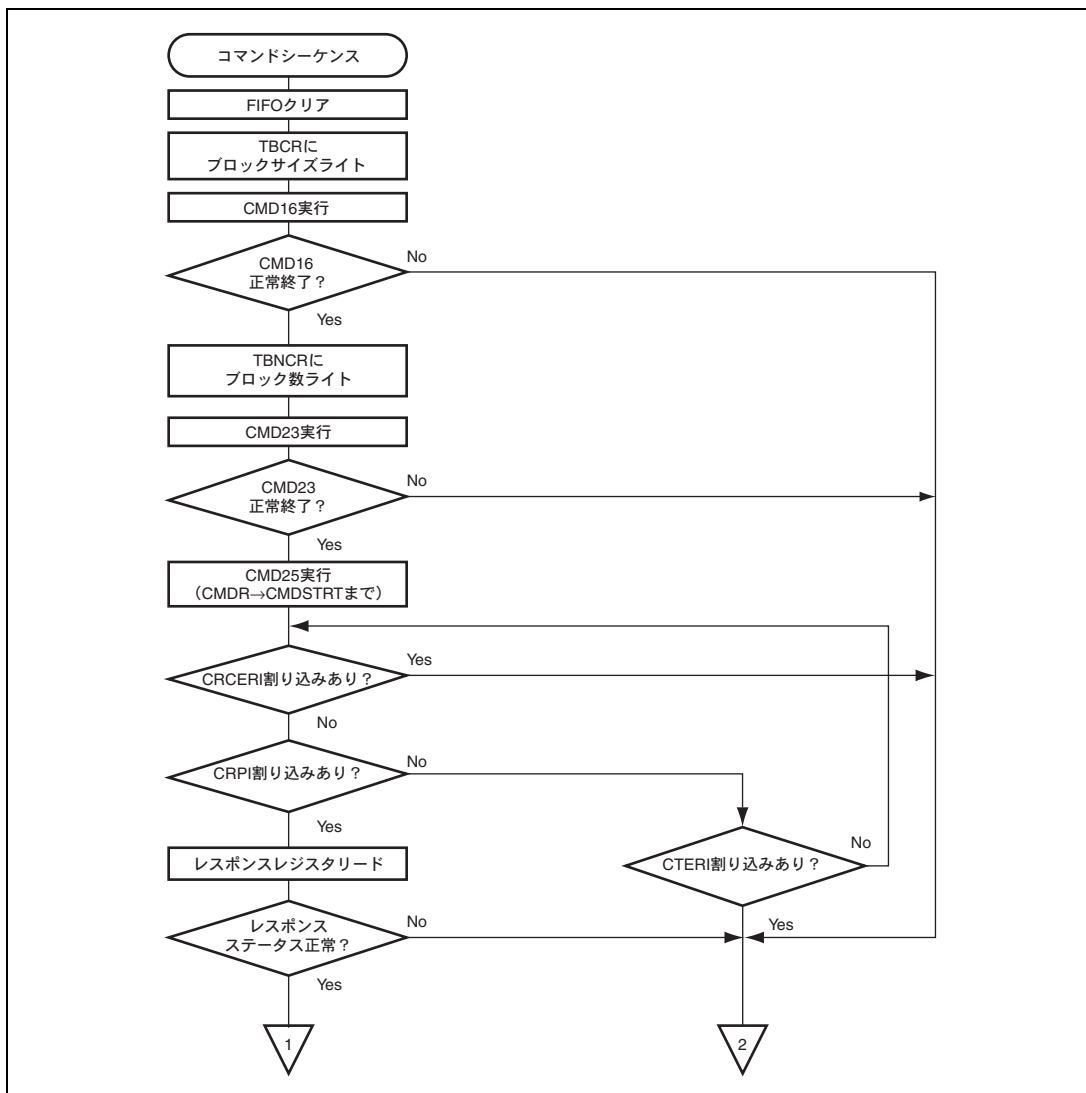 コマンドシーケンス
FIFOクリア
TBCRに
ブロックサイズライト
CMD16実行
CMD16
正常終了？
No
Yes
TBNCRに
ブロック数ライト
CMD23実行
CMD23
正常終了？
No
Yes
CMD25実行
（CMDR→CMDSTRTまで）
CRCERI割り込みあり？
Yes
No
CRPI割り込みあり？
No
Yes
CTERI割り込みあり？
No
Yes
レスポンスレジスタリード
レスポンス
ステータス正常？
No
Yes
1
2